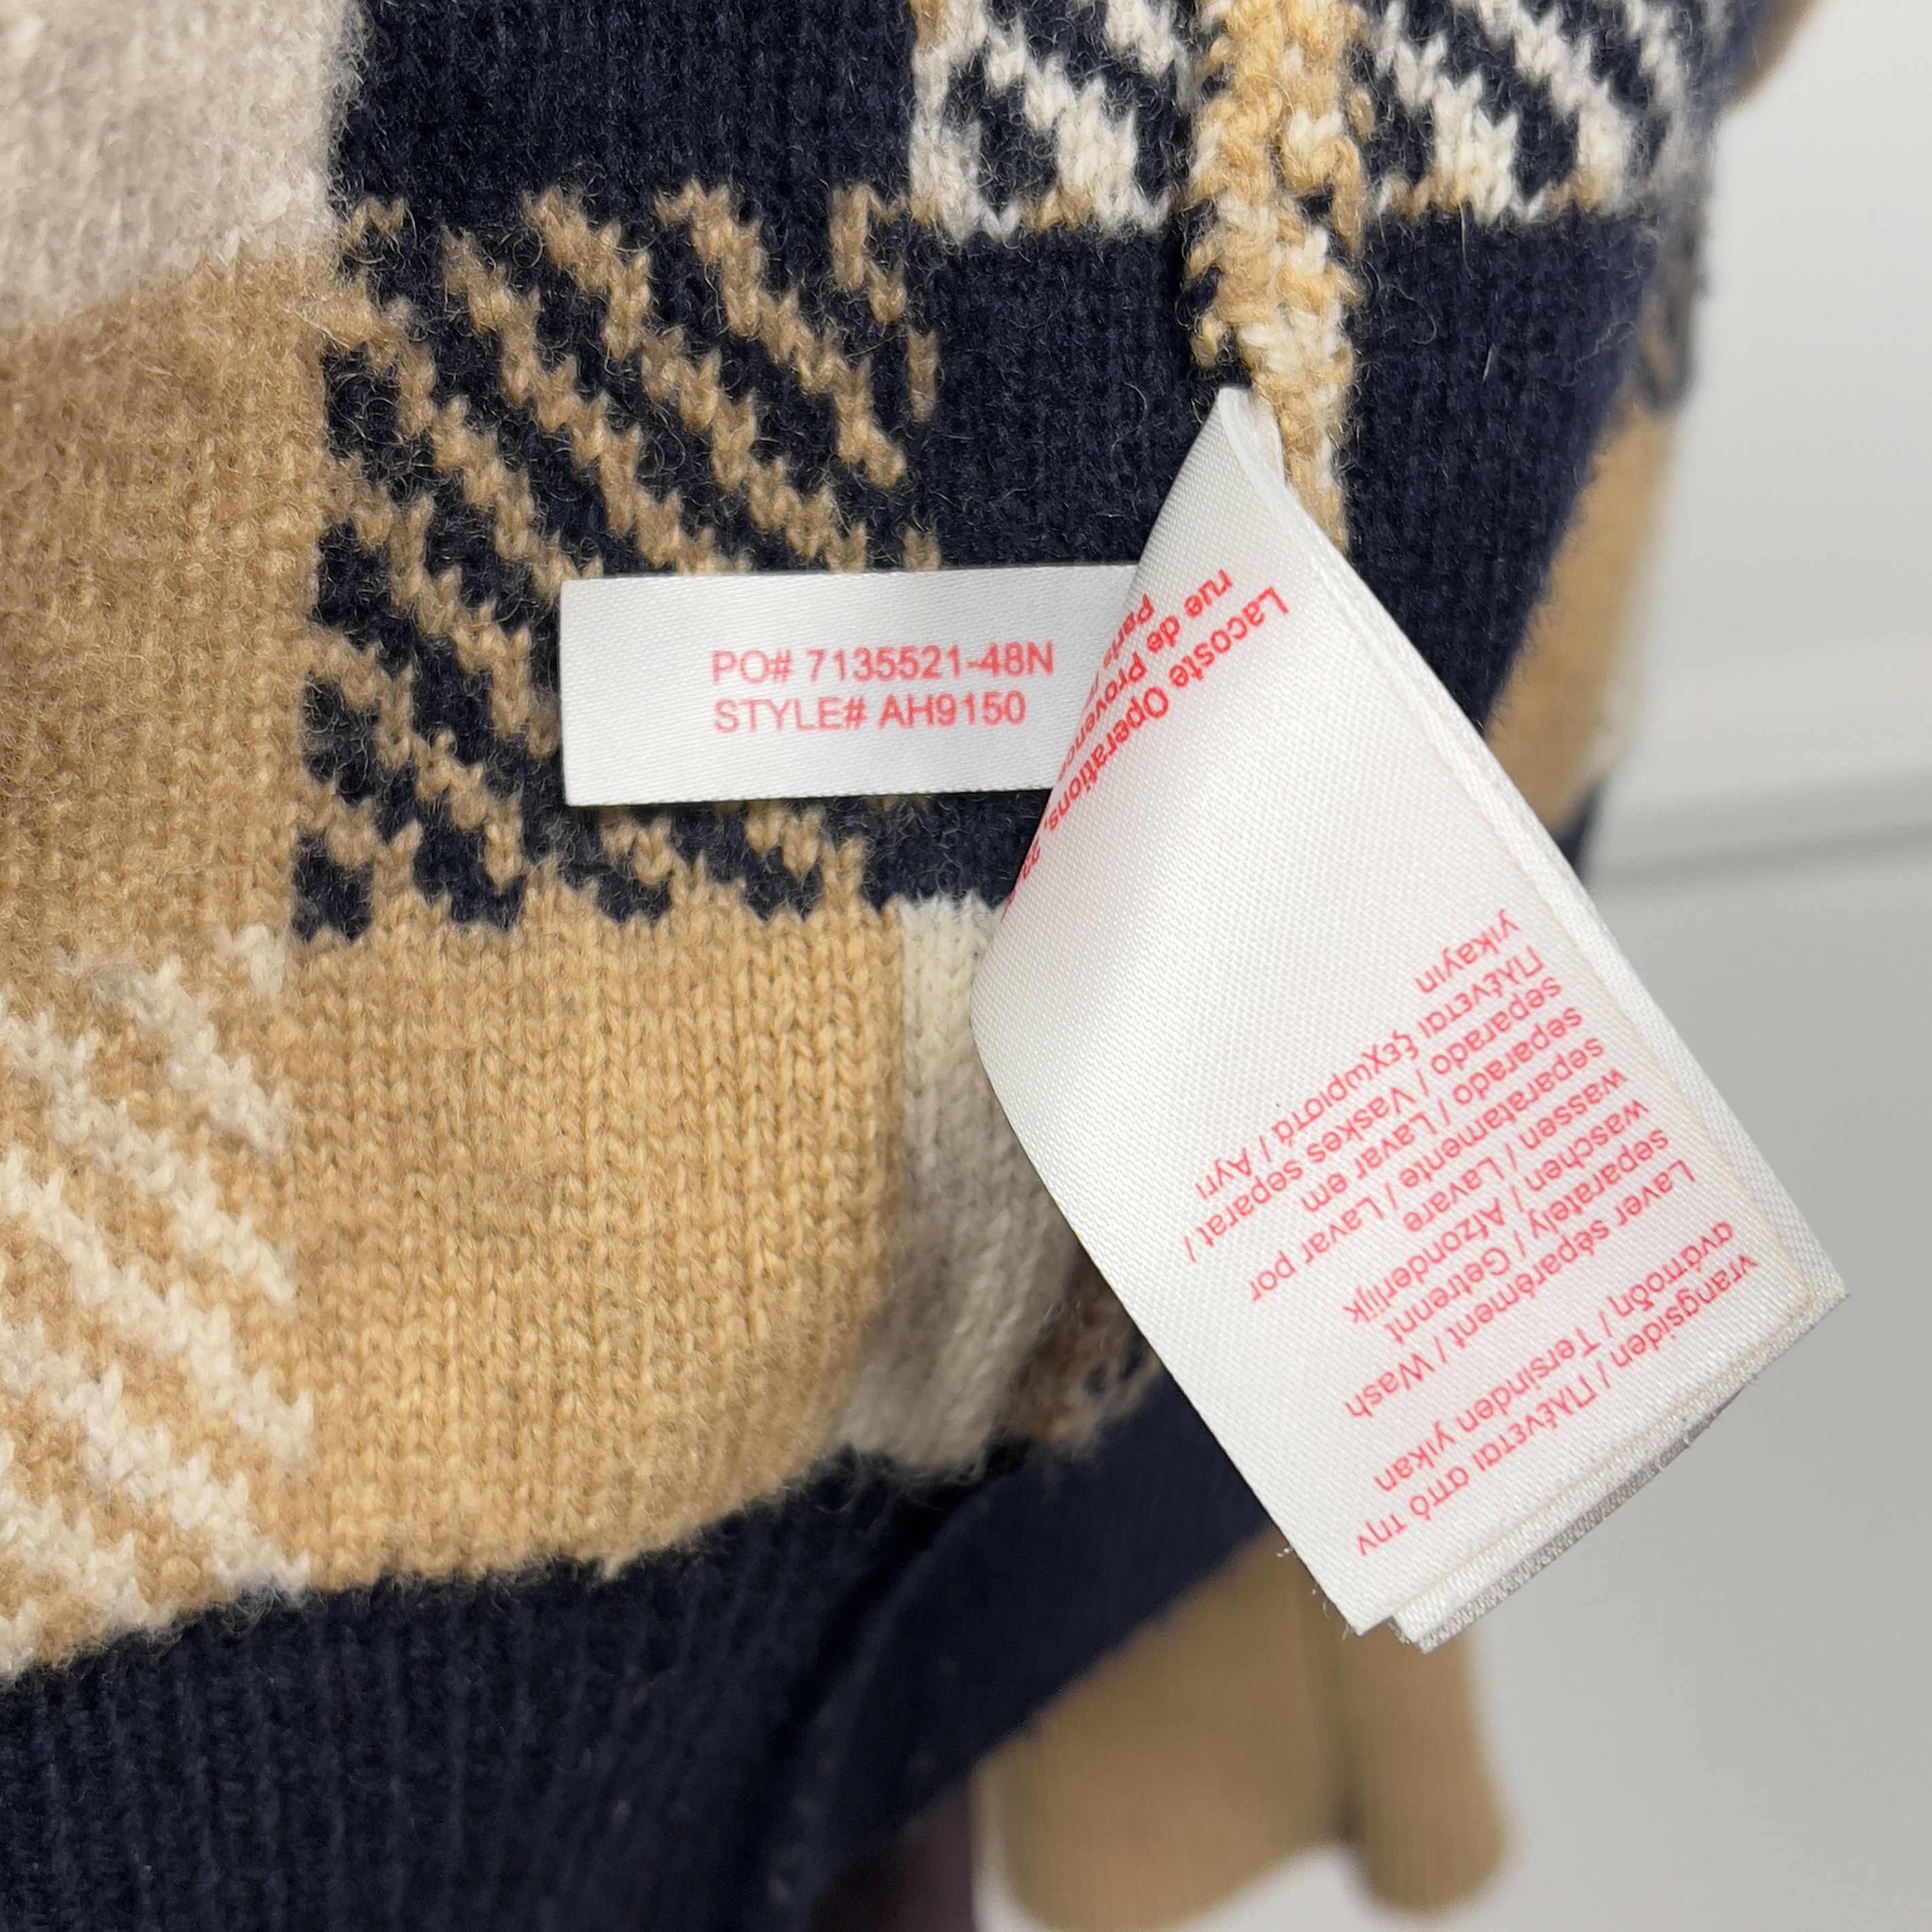 PO# 7135521-48N
STYLE# AH9150
vrangsiden / Πλένεται από την
ανάποδη / Tersinden yıkan
Laver séparément / Wash
separately / Getrennt
waschen / Afzonderlijk
wassen / Lavare
separatamente / Lavar por
separado / Lavar em
separado / Vaskes separat /
Πλένεται ξεχωριστά / Ayrı
yıkayın
Lacoste Operations,
rue de Provence
Paris